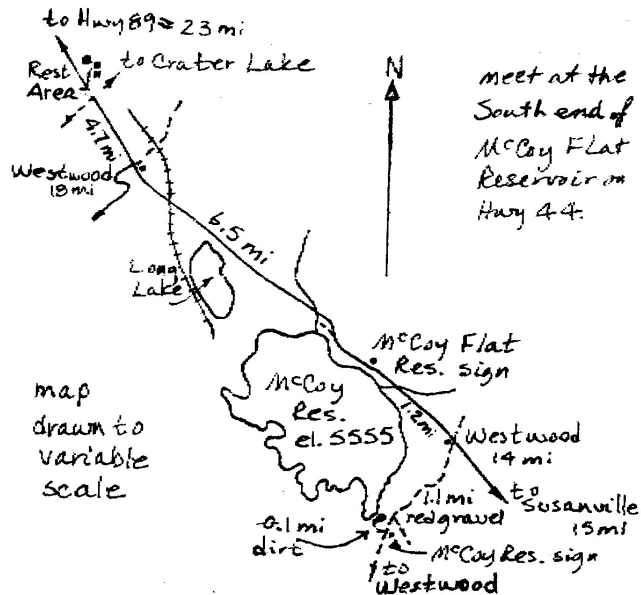 to Hwy 89 ≈ 23 mi
Rest
Area
to Crater Lake
4.7 mi
Westwood
18 mi
N
meet at the
South end of
McCoy Flat
Reservoir on
Hwy 44.
6.5 mi
Long
Lake
McCoy Flat
Res. sign
McCoy
Res.
el. 5555
1.2 mi
map
drawn to
variable
scale
Westwood
14 mi
to
Susanville
15 mi
1.1 mi
red gravel
0.1 mi
dirt
McCoy Res. sign
to
Westwood